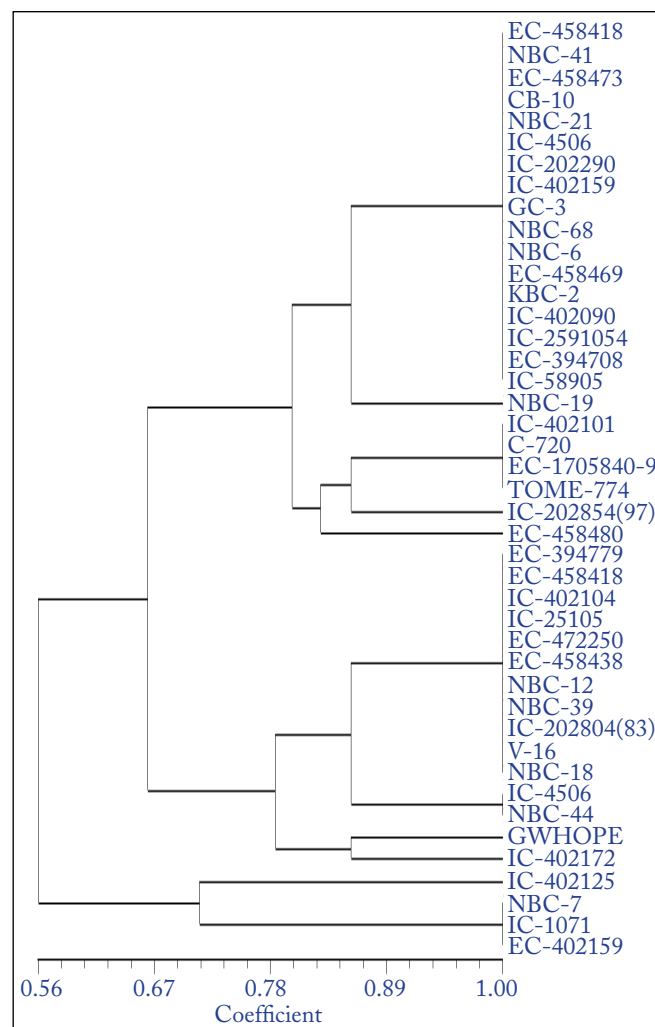 EC-458418
NBC-41
EC-458473
CB-10
NBC-21
IC-4506
IC-202290
IC-402159
GC-3
NBC-68
NBC-6
EC-458469
KBC-2
IC-402090
IC-2591054
EC-394708
IC-58905
NBC-19
IC-402101
C-720
EC-1705840-9
TOME-774
IC-202854(97)
EC-458480
EC-394779
EC-458418
IC-402104
IC-25105
EC-472250
EC-458438
NBC-12
NBC-39
IC-202804(83)
V-16
NBC-18
IC-4506
NBC-44
GWHOPE
IC-402172
IC-402125
NBC-7
IC-1071
EC-402159
0.56 0.67 0.78 0.89 1.00
Coefficient